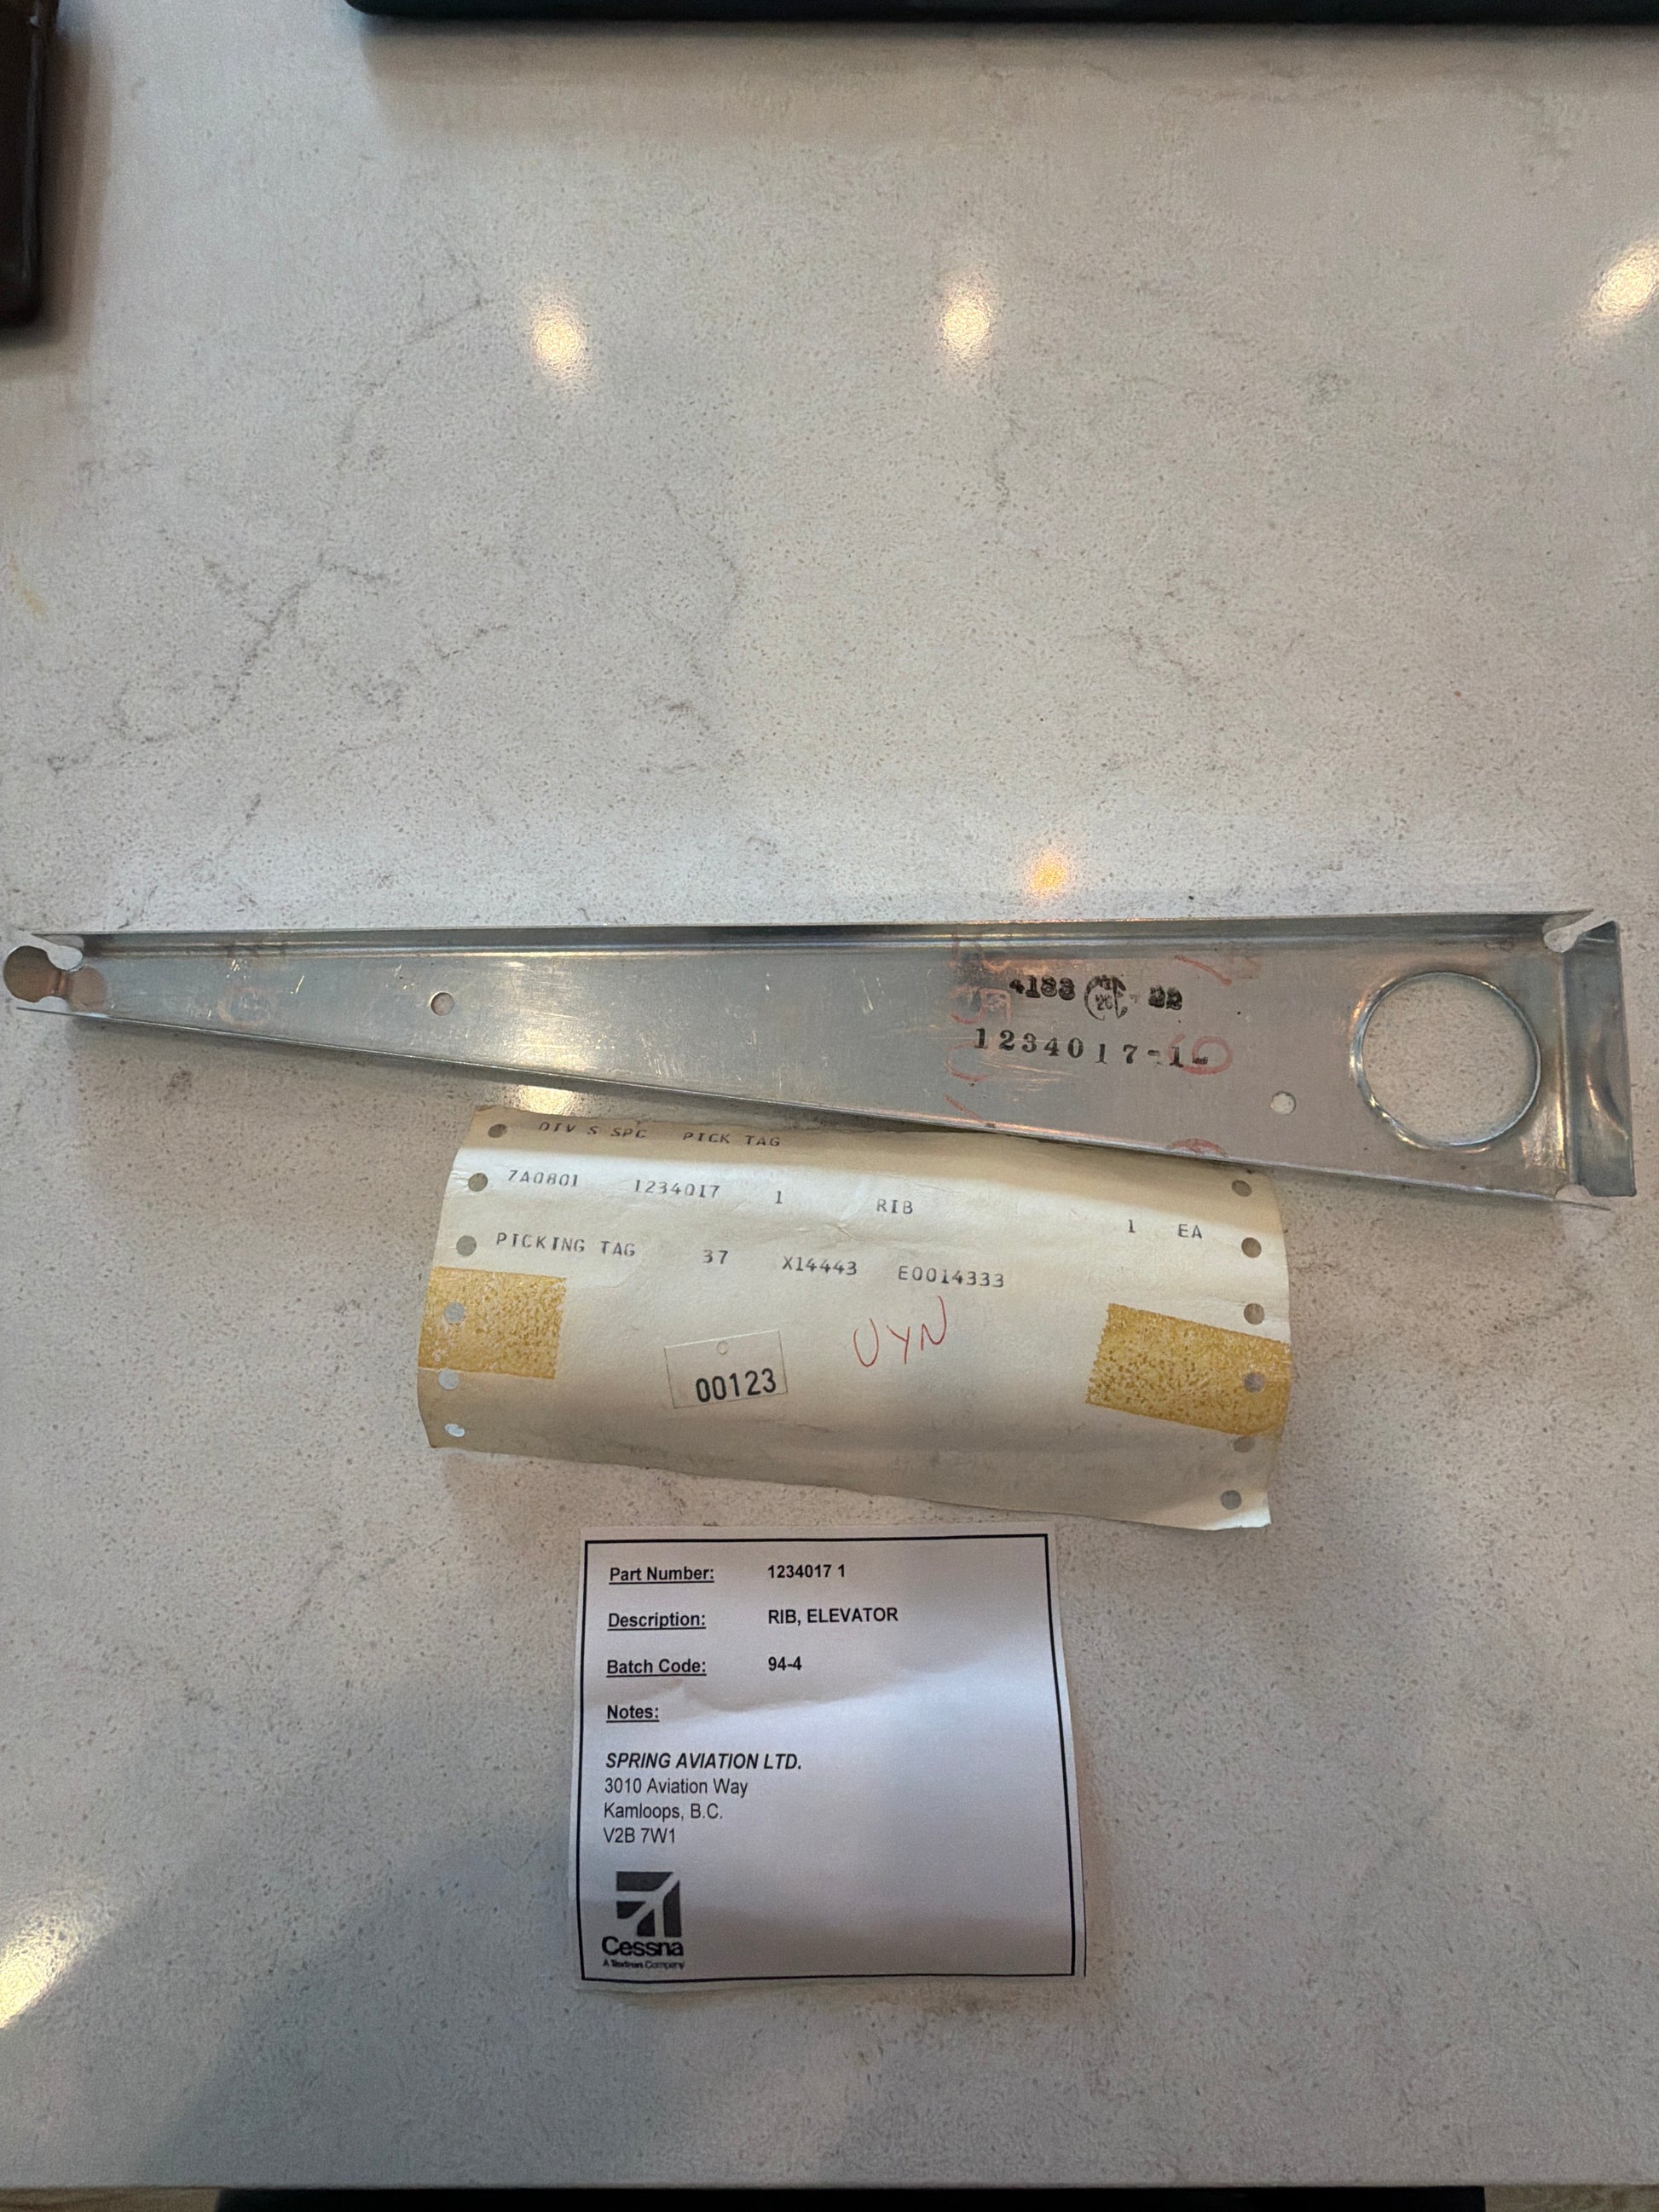 4183 22
1234017-1
DIV S SPC PICK TAG
7A0801 1234017 1 RIB 1 EA
PICKING TAG 37 X14443 E0014333
UYN
00123
Part Number: 1234017 1
Description: RIB, ELEVATOR
Batch Code: 94-4
Notes:
SPRING AVIATION LTD.
3010 Aviation Way
Kamloops, B.C.
V2B 7W1
Cessna
A Textron Company